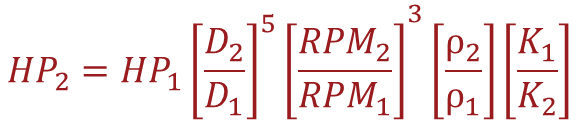 HP₂ = HP₁ [D₂/D₁]⁵ [RPM₂/RPM₁]³ [ρ₂/ρ₁] [K₁/K₂]